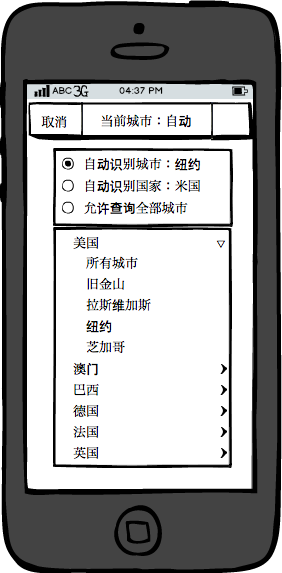 ABC 3G 04:37 PM
取消 当前城市：自动
自动识别城市：纽约
自动识别国家：米国
允许查询全部城市
美国
所有城市
旧金山
拉斯维加斯
纽约
芝加哥
澳门
巴西
德国
法国
英国